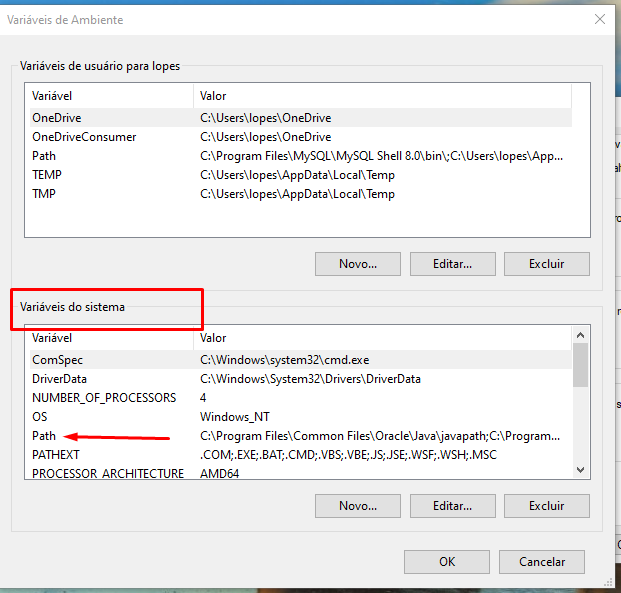 Variáveis de Ambiente
Variáveis de usuário para lopes
Variável Valor
OneDrive C:\Users\lopes\OneDrive
OneDriveConsumer C:\Users\lopes\OneDrive
Path C:\Program Files\MySQL\MySQL Shell 8.0\bin\;C:\Users\lopes\App...
TEMP C:\Users\lopes\AppData\Local\Temp
TMP C:\Users\lopes\AppData\Local\Temp
Novo... Editar... Excluir
Variáveis do sistema
Variável Valor
ComSpec C:\Windows\system32\cmd.exe
DriverData C:\Windows\System32\Drivers\DriverData
NUMBER_OF_PROCESSORS 4
OS Windows_NT
Path C:\Program Files\Common Files\Oracle\Java\javapath;C:\Program...
PATHEXT .COM;.EXE;.BAT;.CMD;.VBS;.VBE;.JS;.JSE;.WSF;.WSH;.MSC
PROCESSOR_ARCHITECTURE AMD64
Novo... Editar... Excluir
OK Cancelar